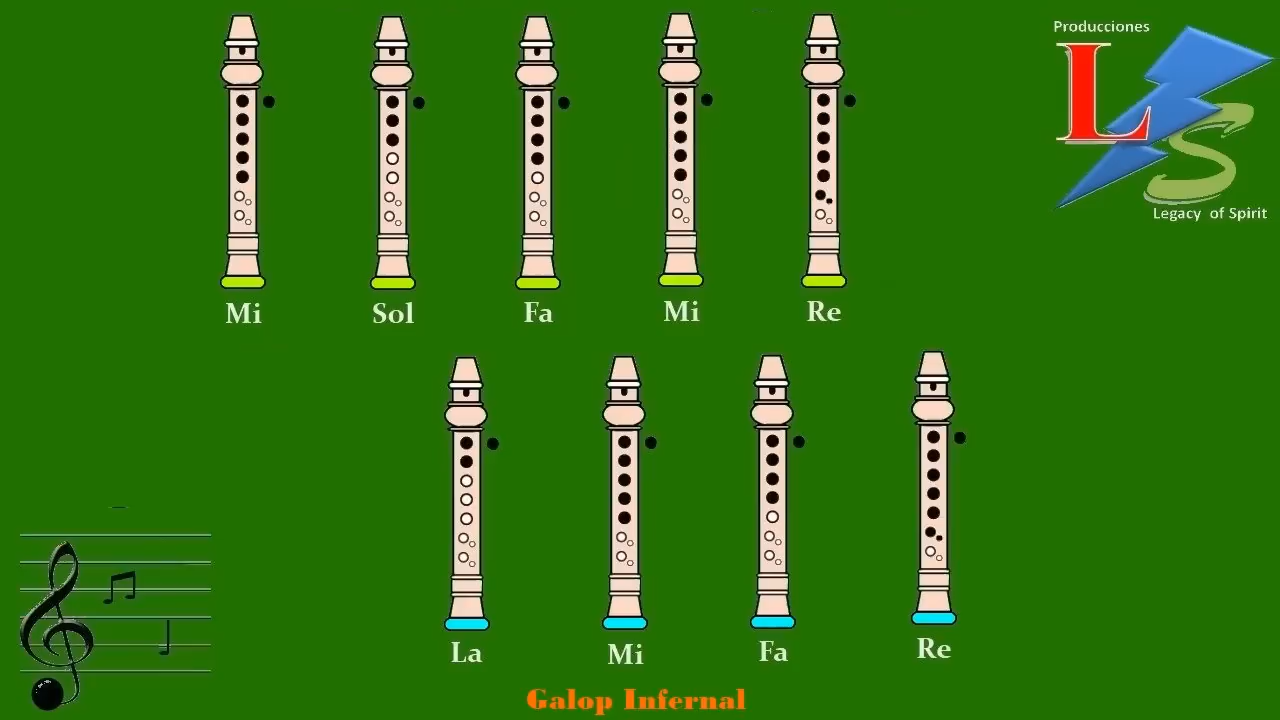 Producciones
L S
Legacy of Spirit
Mi Sol Fa Mi Re
La Mi Fa Re
Galop Infernal